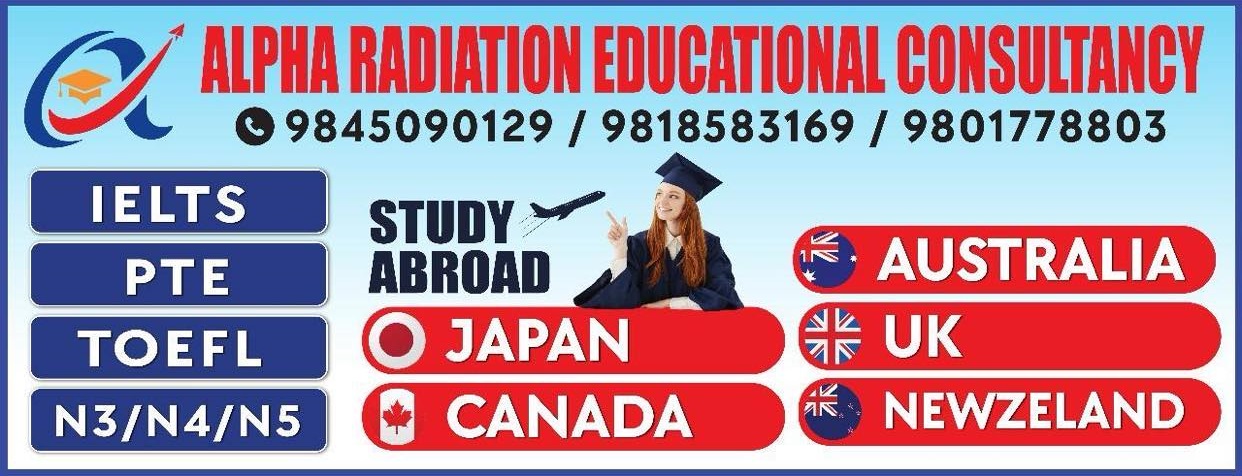 ALPHA RADIATION EDUCATIONAL CONSULTANCY
9845090129 / 9818583169 / 9801778803
IELTS
PTE
TOEFL
N3/N4/N5
STUDY
ABROAD
JAPAN
CANADA
AUSTRALIA
UK
NEWZELAND